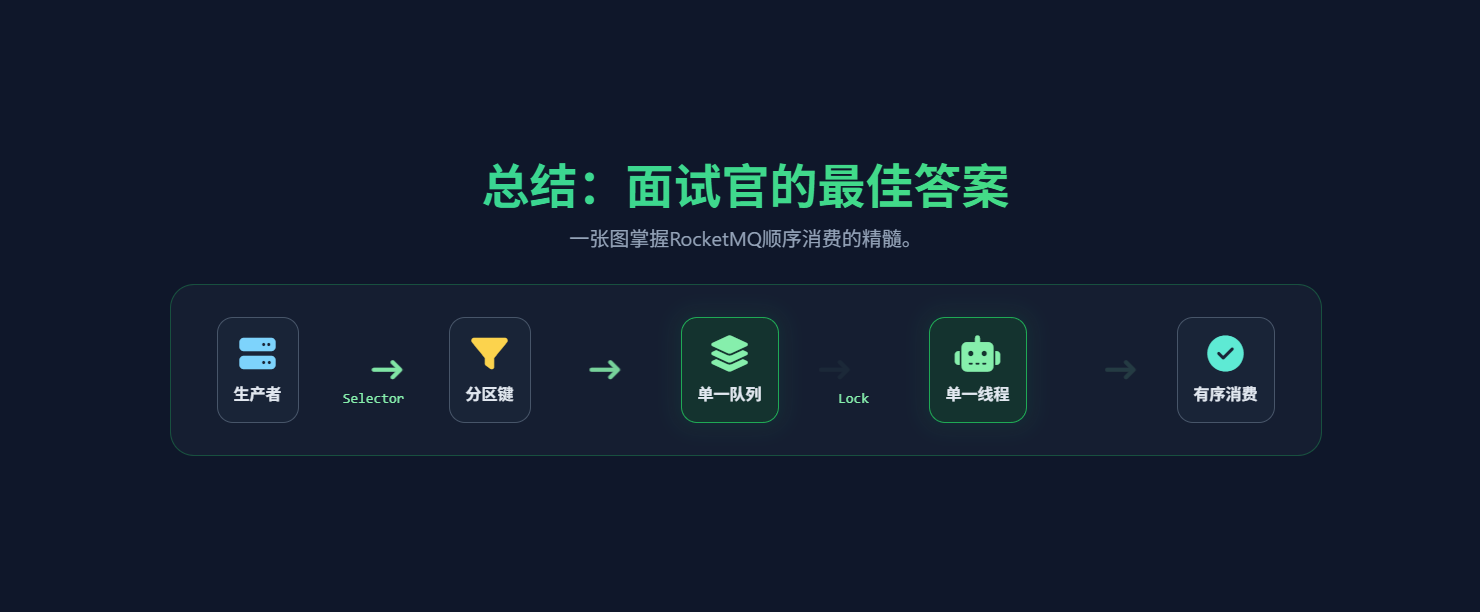 总结：面试官的最佳答案
一张图掌握RocketMQ顺序消费的精髓。
生产者
Selector
分区键
单一队列
Lock
单一线程
有序消费